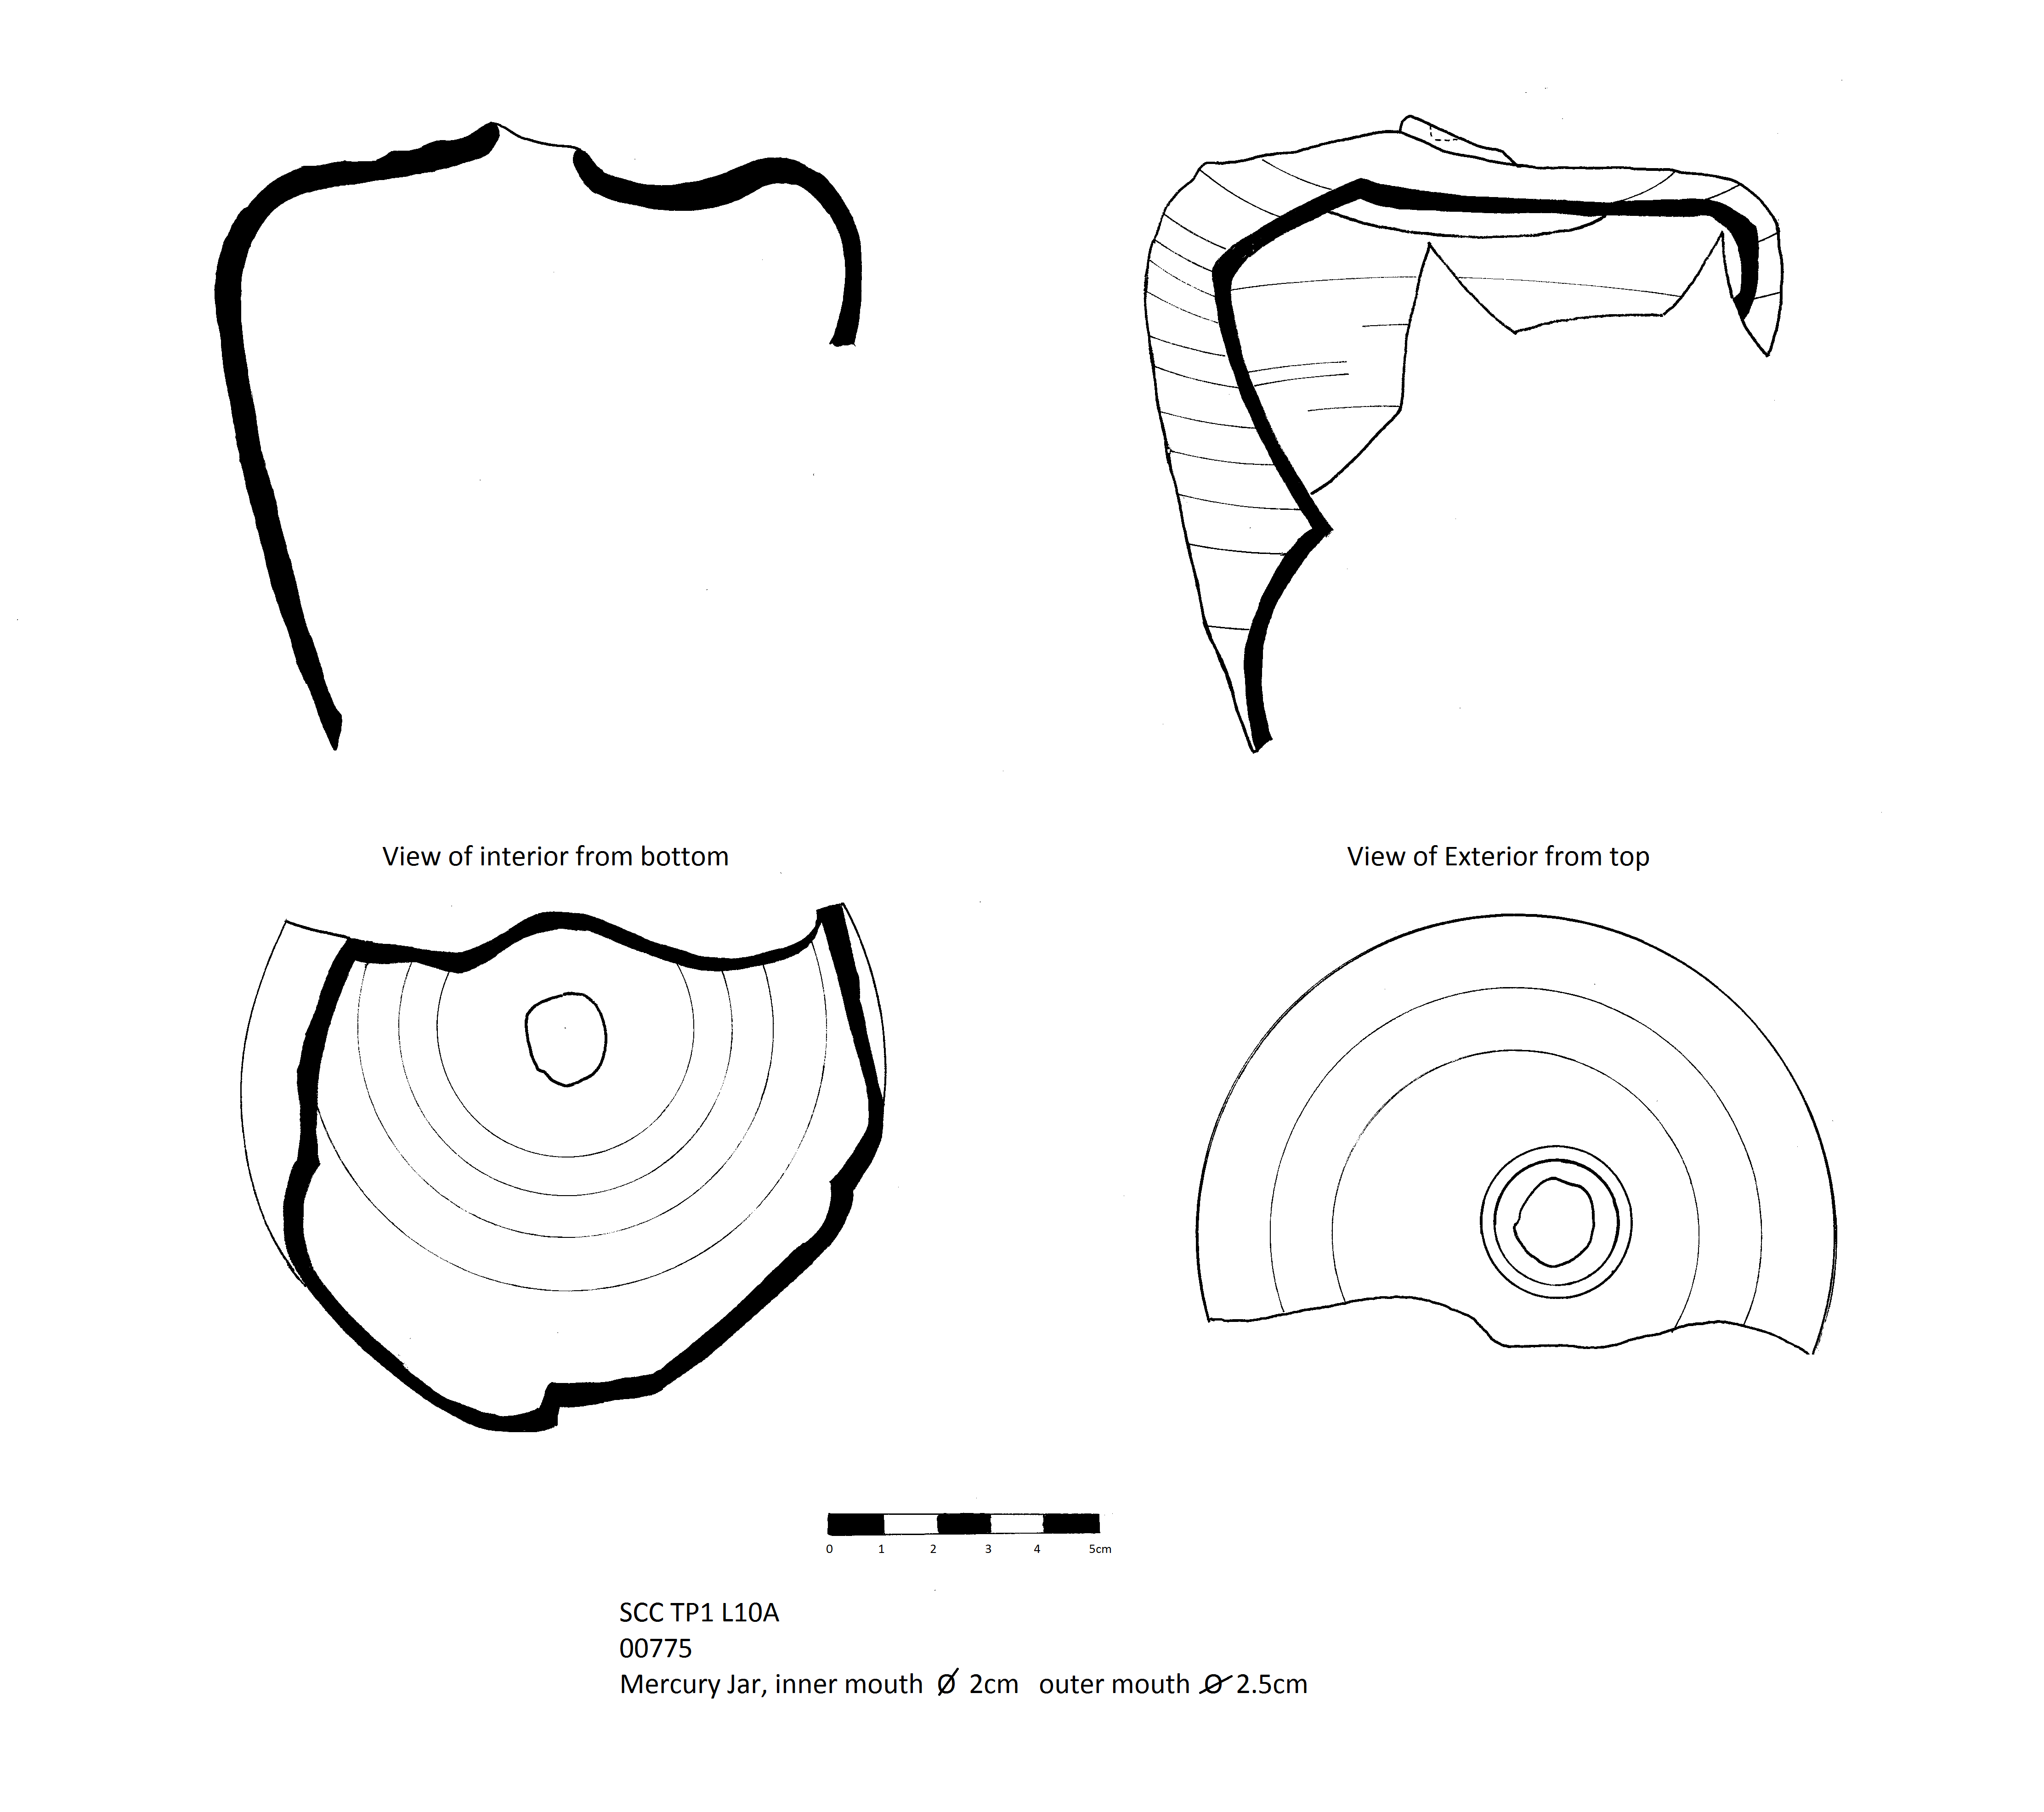 View of interior from bottom
View of Exterior from top
0 1 2 3 4 5cm
SCC TP1 L10A
00775
Mercury Jar, inner mouth Ø 2cm outer mouth Ø 2.5cm